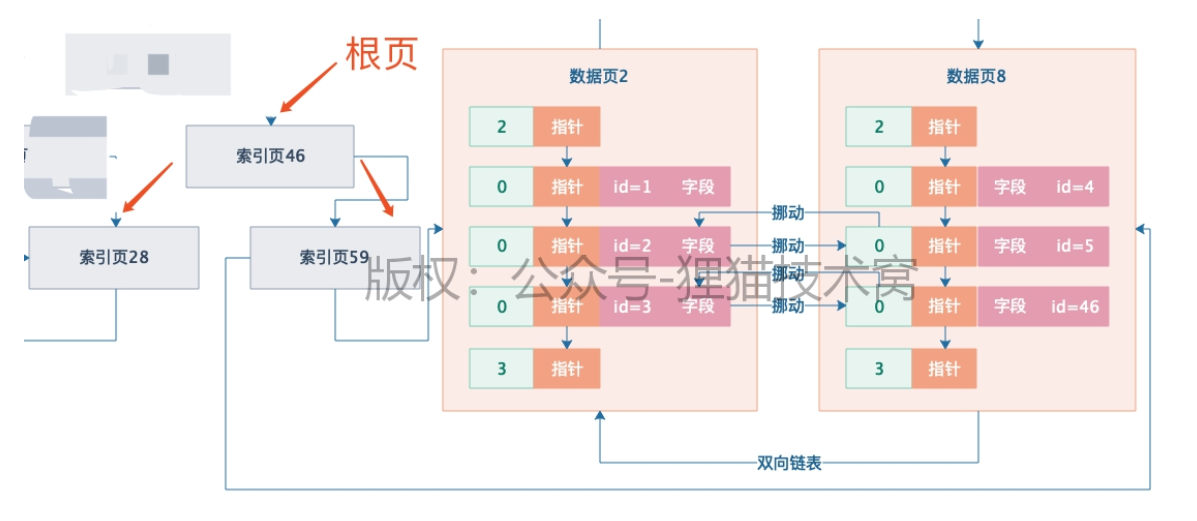 根页
索引页46
索引页28
索引页59
数据页2
2 指针
0 指针 id=1 字段
0 指针 id=2 字段
0 指针 id=3 字段
3 指针
挪动
挪动
挪动
挪动
数据页8
2 指针
0 指针 字段 id=4
0 指针 字段 id=5
0 指针 字段 id=46
3 指针
双向链表
版权：公众号-狸猫技术窝